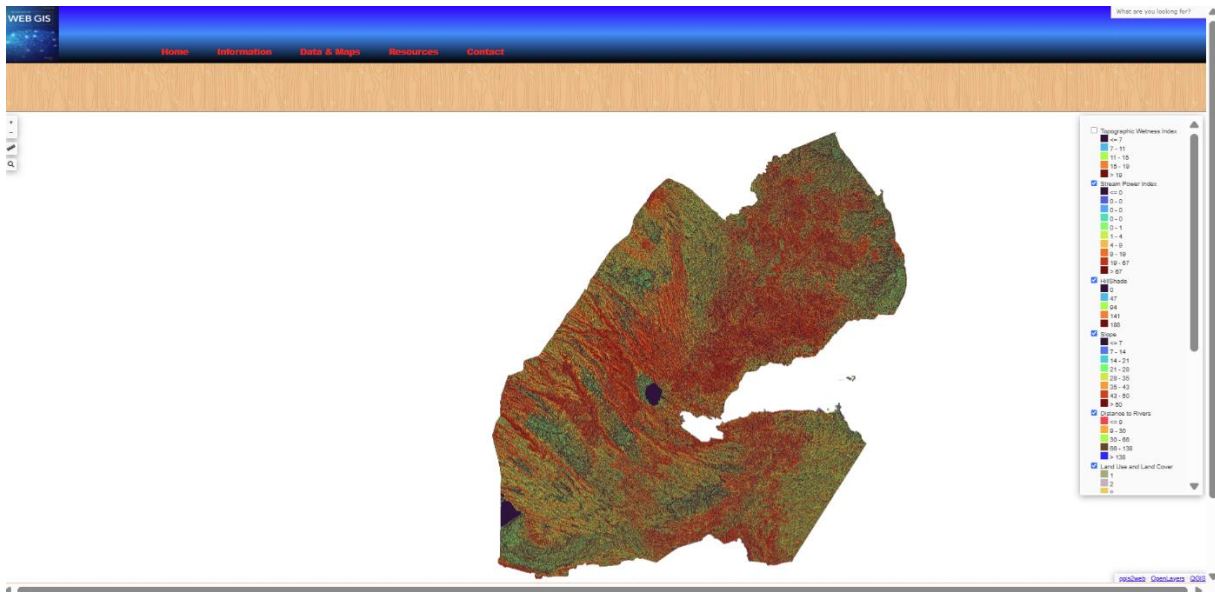 What are you looking for?
WEB GIS
Home Information Data & Maps Resources Contact
+
−
Topographic Wetness Index
<= 7
7 - 11
11 - 15
15 - 19
> 19
Stream Power Index
<= 0
0 - 0
0 - 0
0 - 0
0 - 1
1 - 4
4 - 9
9 - 19
19 - 67
> 67
HillShade
0
47
94
141
188
Slope
<= 7
7 - 14
14 - 21
21 - 28
28 - 35
35 - 43
43 - 50
> 50
Distance to Rivers
<= 9
9 - 30
30 - 66
66 - 138
> 138
Land Use and Land Cover
1
2
qgis2web OpenLayers QGIS